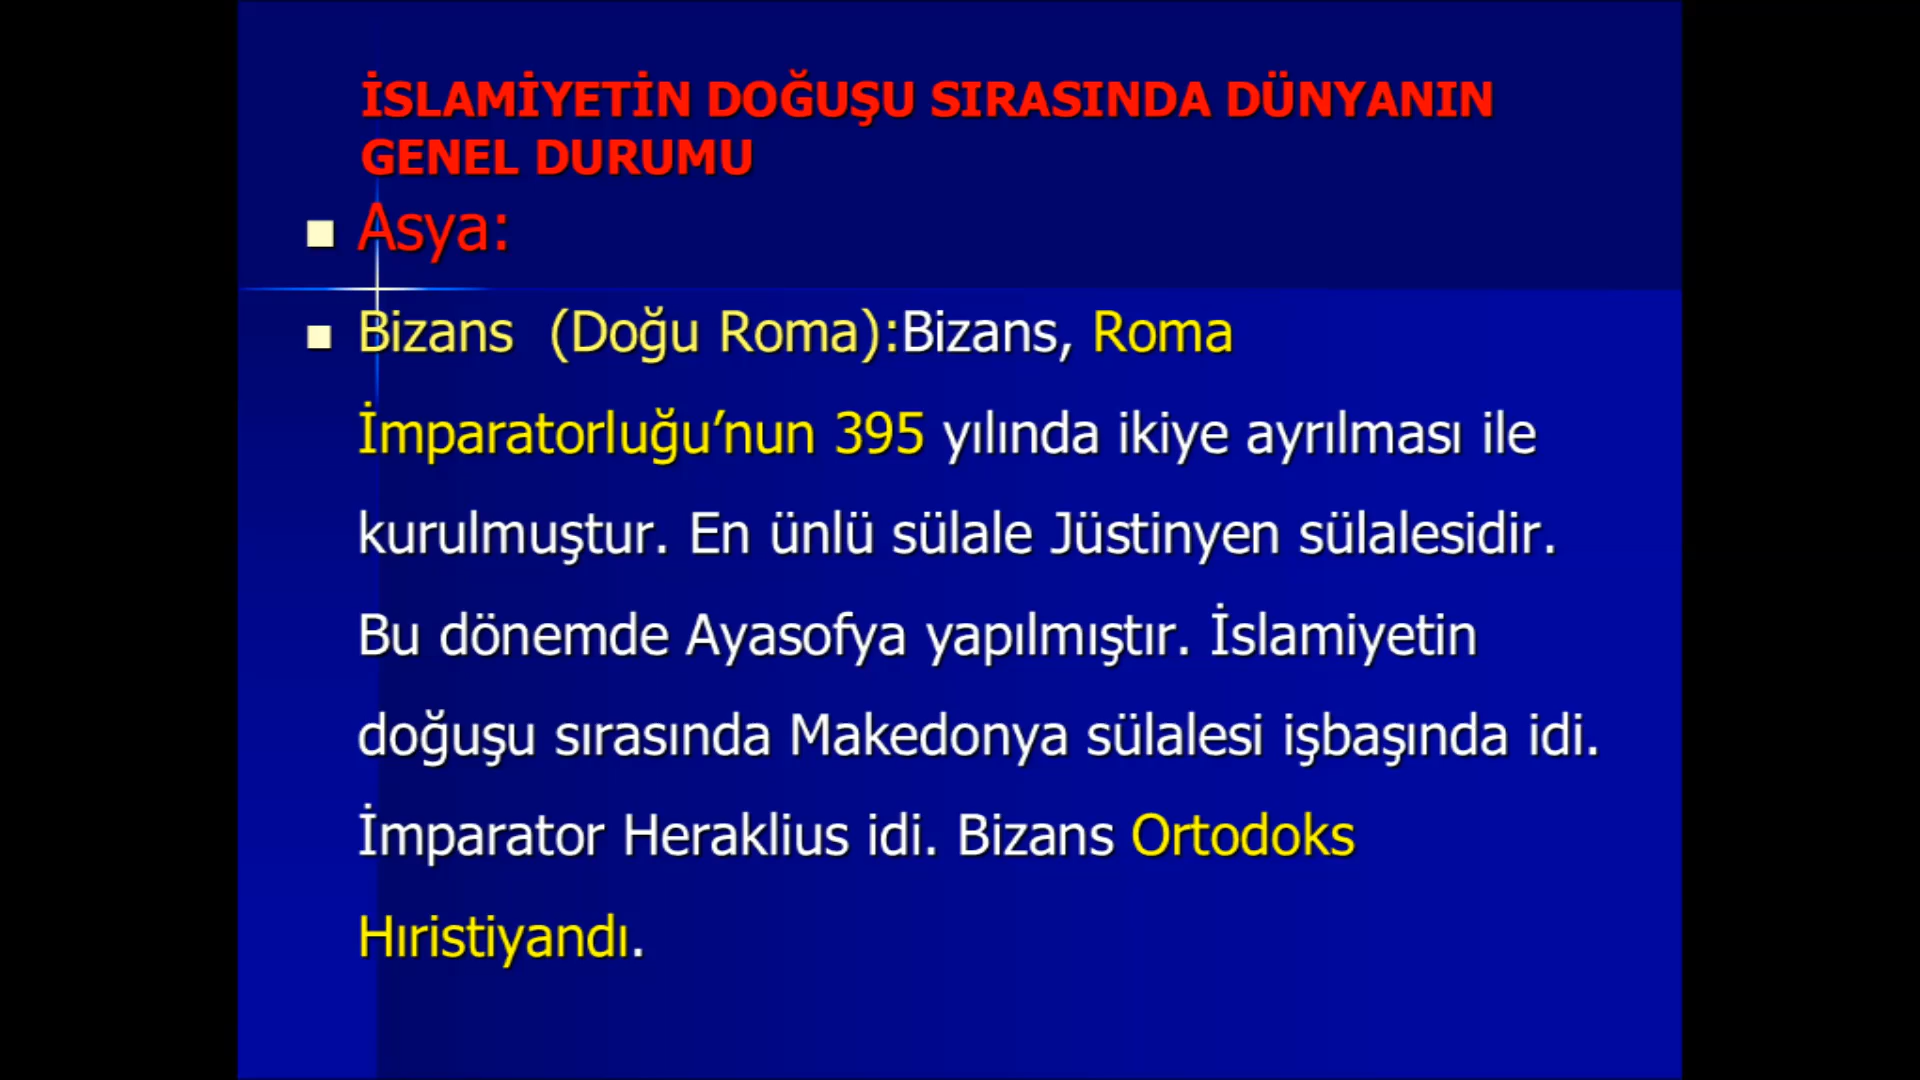 İSLAMİYETİN DOĞUŞU SIRASINDA DÜNYANIN
GENEL DURUMU
Asya:
Bizans (Doğu Roma):Bizans, Roma
İmparatorluğu’nun 395 yılında ikiye ayrılması ile
kurulmuştur. En ünlü sülale Jüstinyen sülalesidir.
Bu dönemde Ayasofya yapılmıştır. İslamiyetin
doğuşu sırasında Makedonya sülalesi işbaşında idi.
İmparator Heraklius idi. Bizans Ortodoks
Hıristiyandı.